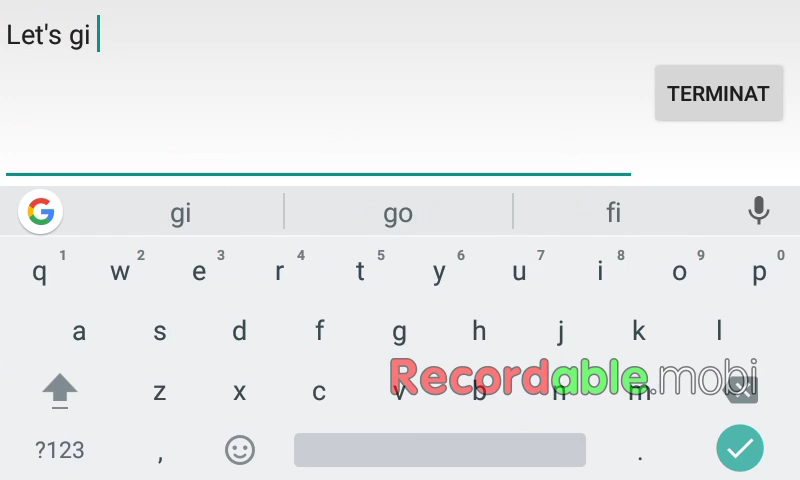 Let's gi
TERMINAT
gi go fi
q 1 w 2 e 3 r 4 t 5 y 6 u 7 i 8 o 9 p 0
a s d f g h j k l
Recordable.mobi
z x c v b n m
?123 , .